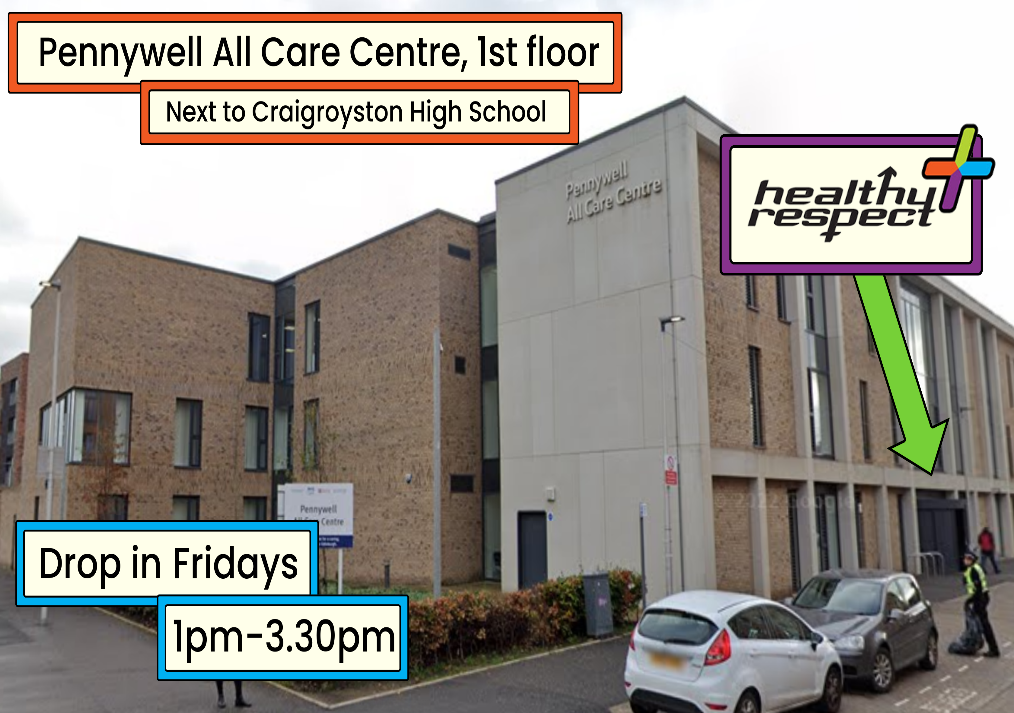 Pennywell All Care Centre, 1st floor
Next to Craigroyston High School
Pennywell
All Care Centre
healthy
respect
Pennywell
Care Centre
Drop in Fridays
1pm-3.30pm